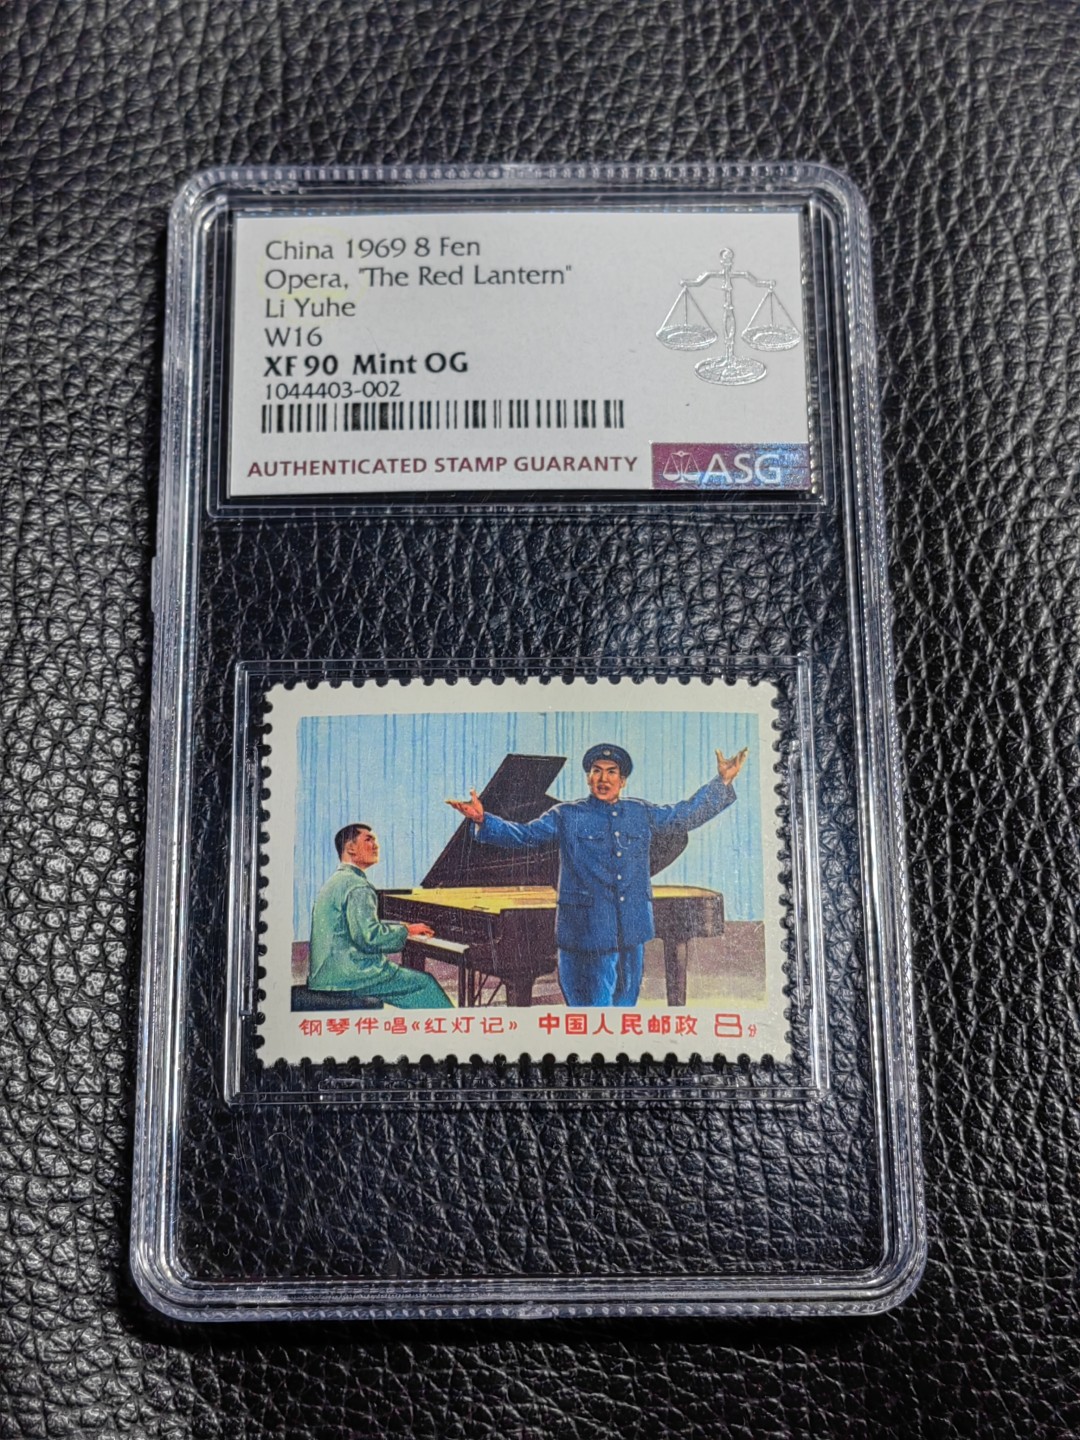 China 1969 8 Fen
Opera, "The Red Lantern"
Li Yuhe
W16
XF 90 Mint OG
1044403-002
AUTHENTICATED STAMP GUARANTY
ASG™
钢琴伴唱《红灯记》 中国人民邮政 8分